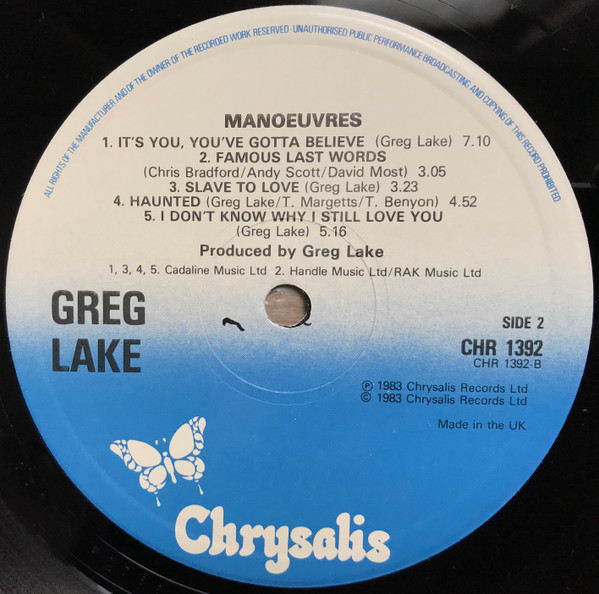 ALL RIGHTS OF THE MANUFACTURER AND OF THE OWNER OF THE RECORDED WORK RESERVED · UNAUTHORISED PUBLIC PERFORMANCE BROADCASTING AND COPYING OF THIS RECORD PROHIBITED
MANOEUVRES
1. IT'S YOU, YOU'VE GOTTA BELIEVE (Greg Lake) 7.10
2. FAMOUS LAST WORDS
(Chris Bradford/Andy Scott/David Most) 3.05
3. SLAVE TO LOVE (Greg Lake) 3.23
4. HAUNTED (Greg Lake/T. Margetts/T. Benyon) 4.52
5. I DON'T KNOW WHY I STILL LOVE YOU
(Greg Lake) 5.16
Produced by Greg Lake
1, 3, 4, 5. Cadaline Music Ltd 2. Handle Music Ltd/RAK Music Ltd
GREG
LAKE
SIDE 2
CHR 1392
CHR 1392-B
Ⓟ 1983 Chrysalis Records Ltd
© 1983 Chrysalis Records Ltd
Made in the UK
Chrysalis